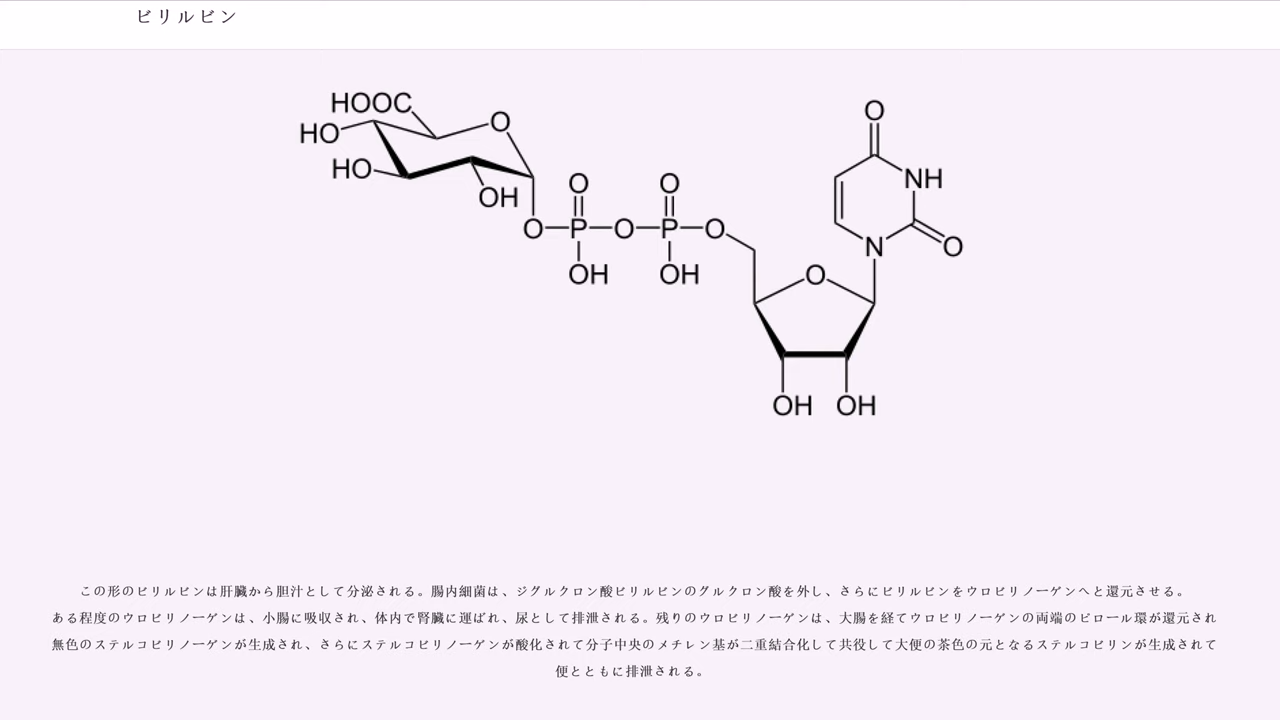 ビリルビン
HOOC
O
O
HO
HO
NH
O
O
OH
O
P
O
P
O
N
O
OH
OH
O
OH
OH
この形のビリルビンは肝臓から胆汁として分泌される。腸内細菌は、ジグルクロン酸ビリルビンのグルクロン酸を外し、さらにビリルビンをウロビリノーゲンへと還元させる。
ある程度のウロビリノーゲンは、小腸に吸収され、体内で腎臓に運ばれ、尿として排泄される。残りのウロビリノーゲンは、大腸を経てウロビリノーゲンの両端のピロール環が還元され
無色のステルコビリノーゲンが生成され、さらにステルコビリノーゲンが酸化されて分子中央のメチレン基が二重結合化して共役して大便の茶色の元となるステルコビリンが生成されて
便とともに排泄される。